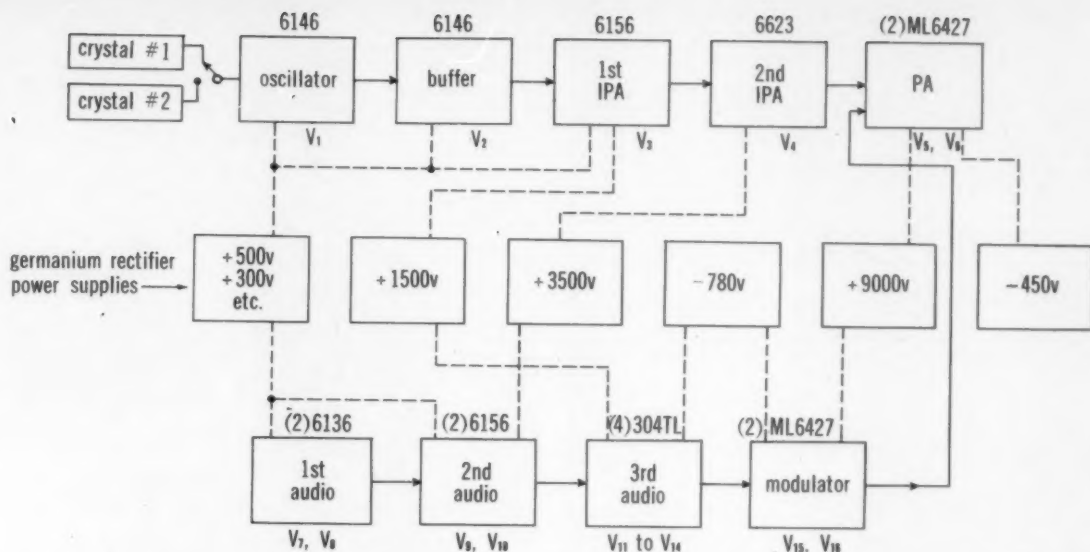 6146
6146
6156
6623
(2)ML6427
crystal #1
crystal #2
oscillator
buffer
1st
IPA
2nd
IPA
PA
V₁
V₂
V₃
V₄
V₅, V₆
germanium rectifier
power supplies
+500v
+300v
etc.
+1500v
+3500v
-780v
+9000v
-450v
(2)6136
(2)6156
(4)304TL
(2)ML6427
1st
audio
2nd
audio
3rd
audio
modulator
V₇, V₈
V₉, V₁₀
V₁₁ to V₁₄
V₁₅, V₁₆